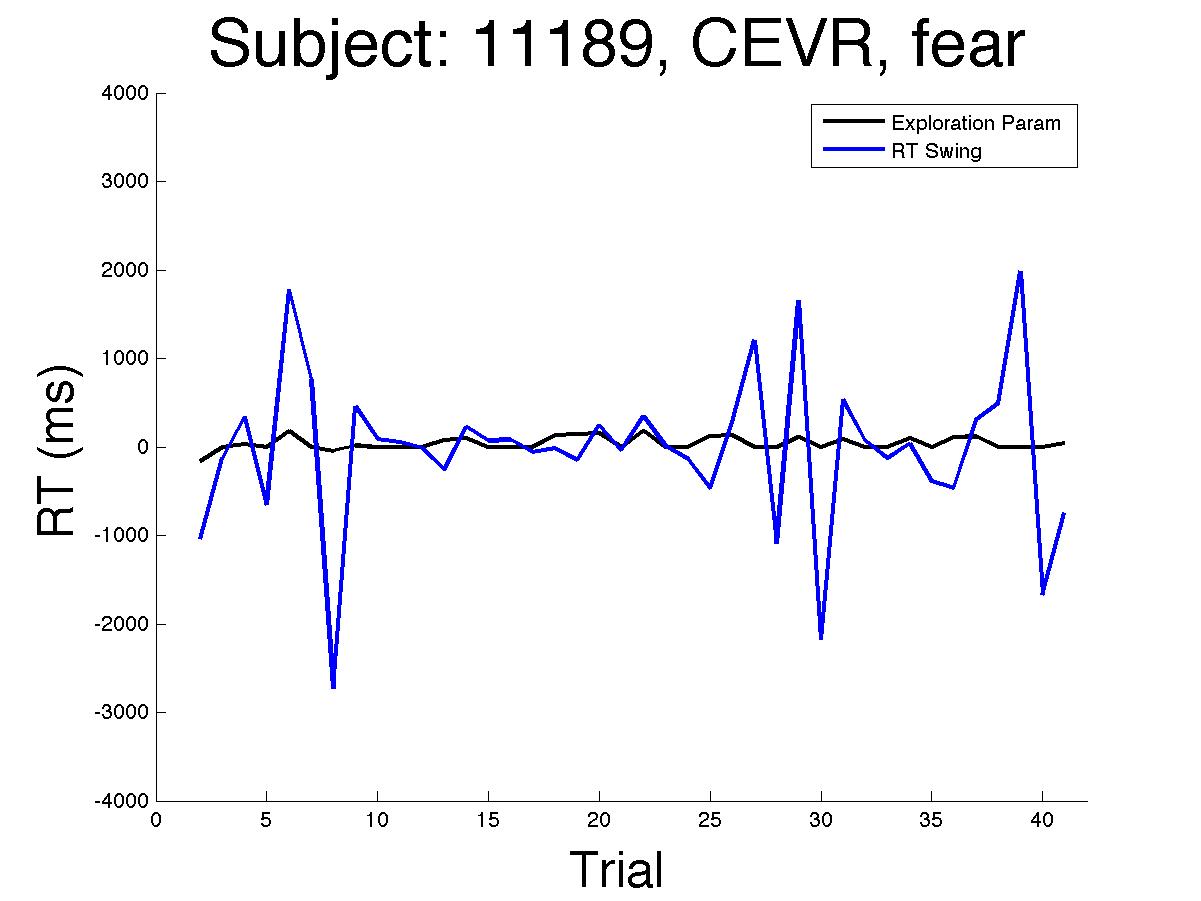 Subject: 11189, CEVR, fear
4000
3000
2000
1000
0
-1000
-2000
-3000
-4000
RT (ms)
Exploration Param
RT Swing
0 5 10 15 20 25 30 35 40
Trial